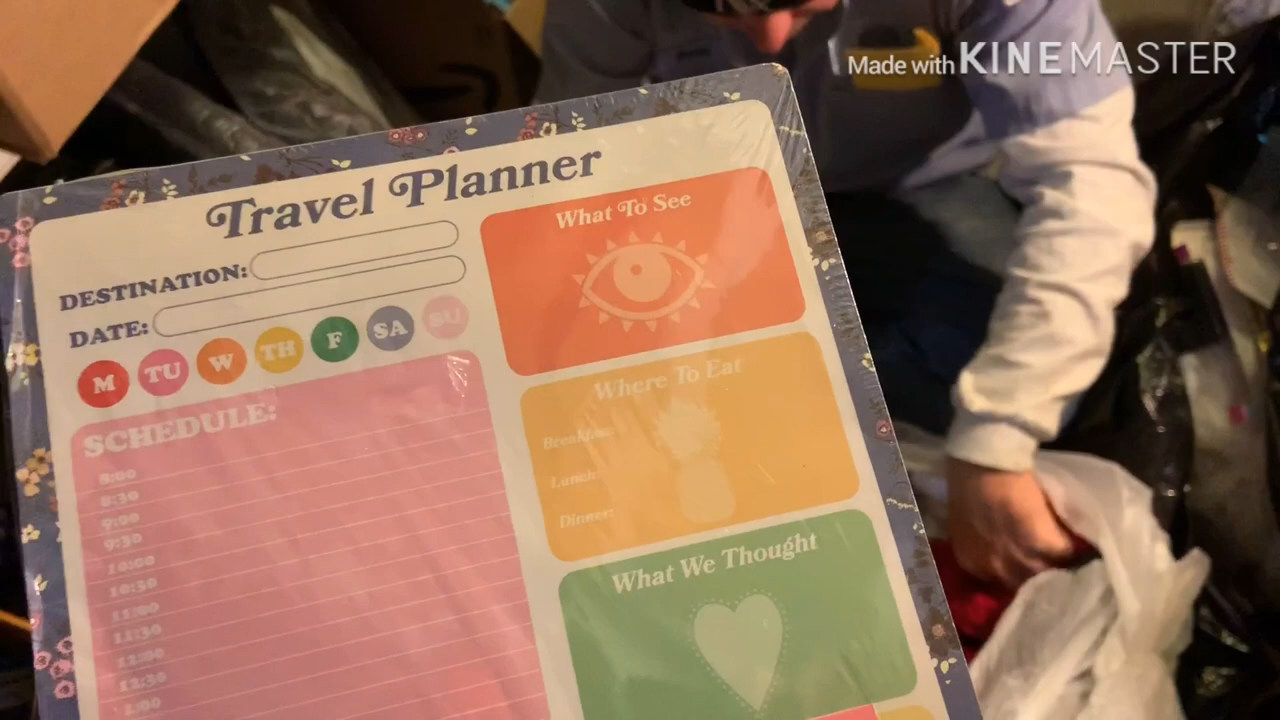 Made with KINEMASTER
Travel Planner
DESTINATION:
DATE:
M TU W TH F SA SU
SCHEDULE:
8:00
8:30
9:00
9:30
10:00
10:30
11:00
11:30
12:00
12:30
1:00
What To See
Where To Eat
Breakfast:
Lunch:
Dinner:
What We Thought